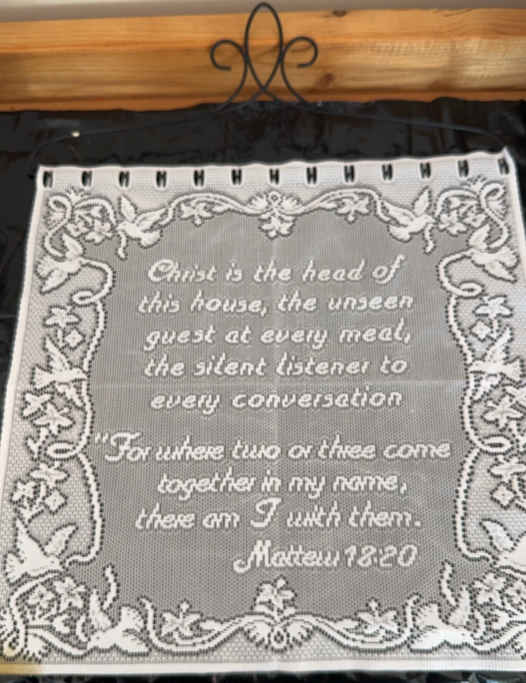 Christ is the head of
this house, the unseen
guest at every meal,
the silent listener to
every conversation
"For where two or three come
together in my name,
there am I with them.
Mattew 18:20